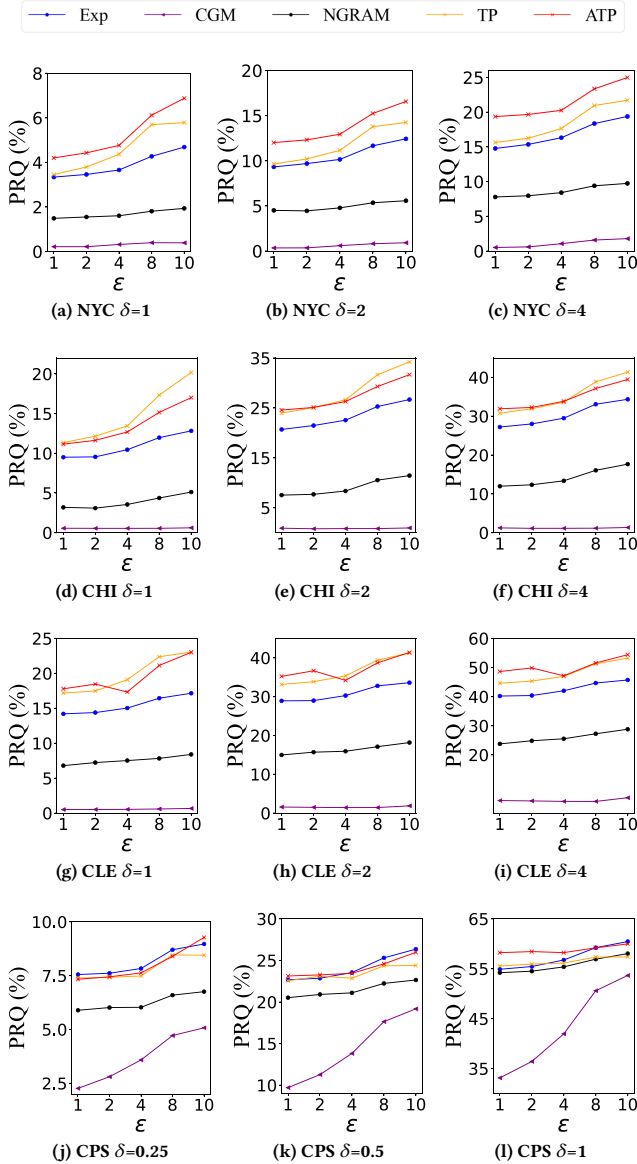 Exp CGM NGRAM TP ATP
PRQ (%) 8 6 4 2 0
1 2 4 8 10
ε
(a) NYC δ=1
PRQ (%) 20 15 10 5 0
1 2 4 8 10
ε
(b) NYC δ=2
PRQ (%) 25 20 15 10 5 0
1 2 4 8 10
ε
(c) NYC δ=4
PRQ (%) 20 15 10 5 0
1 2 4 8 10
ε
(d) CHI δ=1
PRQ (%) 35 25 15 5
1 2 4 8 10
ε
(e) CHI δ=2
PRQ (%) 40 30 20 10 0
1 2 4 8 10
ε
(f) CHI δ=4
PRQ (%) 25 20 15 10 5 0
1 2 4 8 10
ε
(g) CLE δ=1
PRQ (%) 40 30 20 10 0
1 2 4 8 10
ε
(h) CLE δ=2
PRQ (%) 60 50 40 30 20
1 2 4 8 10
ε
(i) CLE δ=4
PRQ (%) 10.0 7.5 5.0 2.5
1 2 4 8 10
ε
(j) CPS δ=0.25
PRQ (%) 30 25 20 15 10
1 2 4 8 10
ε
(k) CPS δ=0.5
PRQ (%) 65 55 45 35
1 2 4 8 10
ε
(l) CPS δ=1